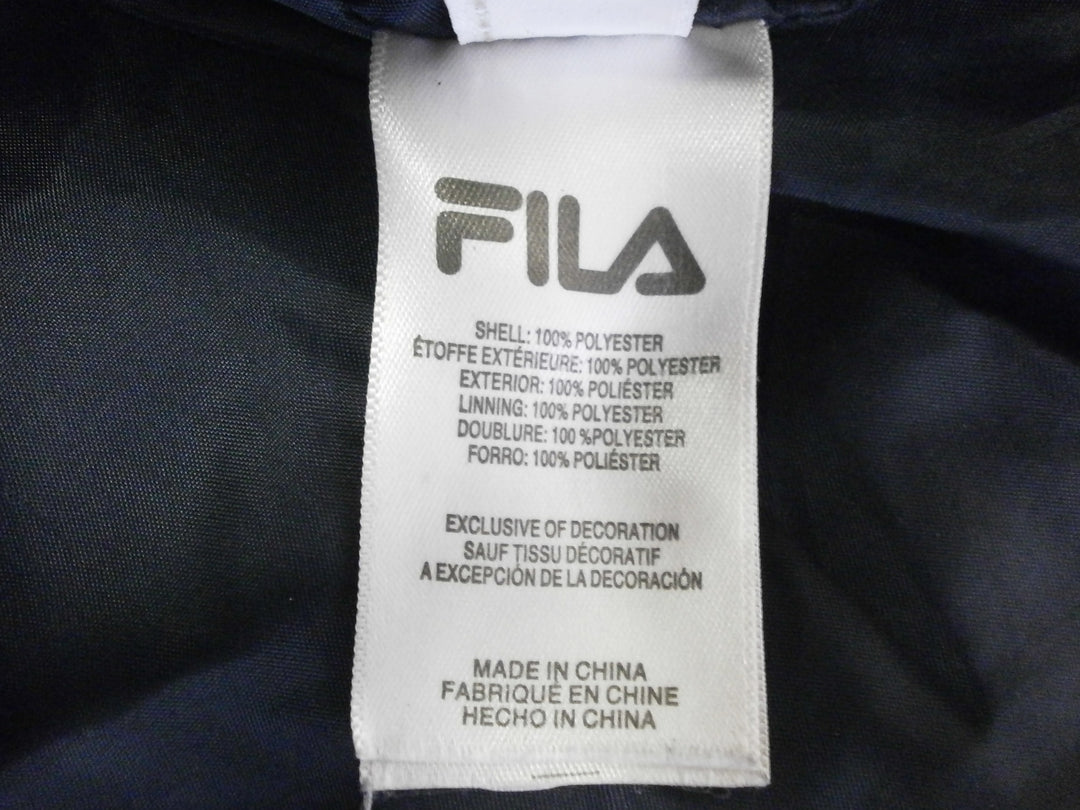 FILA
SHELL: 100% POLYESTER
ÉTOFFE EXTÉRIEURE: 100% POLYESTER
EXTERIOR: 100% POLIÉSTER
LINNING: 100% POLYESTER
DOUBLURE: 100 %POLYESTER
FORRO: 100% POLIÉSTER
EXCLUSIVE OF DECORATION
SAUF TISSU DÉCORATIF
A EXCEPCIÓN DE LA DECORACIÓN
MADE IN CHINA
FABRIQUÉ EN CHINE
HECHO IN CHINA